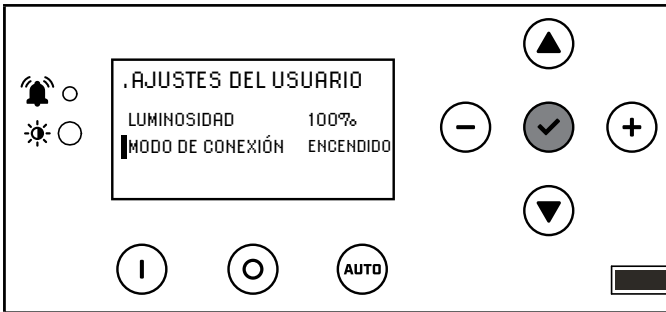 .AJUSTES DEL USUARIO
LUMINOSIDAD 100%
MODO DE CONEXIÓN ENCENDIDO
AUTO